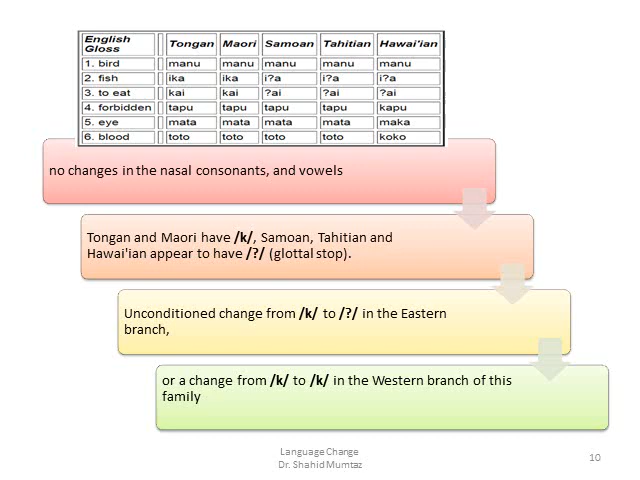 English Gloss Tongan Maori Samoan Tahitian Hawai'ian
1. bird manu manu manu manu manu
2. fish ika ika i?a i?a i?a
3. to eat kai kai ?ai ?ai ?ai
4. forbidden tapu tapu tapu tapu kapu
5. eye mata mata mata mata maka
6. blood toto toto toto toto koko
no changes in the nasal consonants, and vowels
Tongan and Maori have /k/, Samoan, Tahitian and
Hawai'ian appear to have /?/ (glottal stop).
Unconditioned change from /k/ to /?/ in the Eastern
branch,
or a change from /k/ to /k/ in the Western branch of this
family
Language Change
Dr. Shahid Mumtaz
10